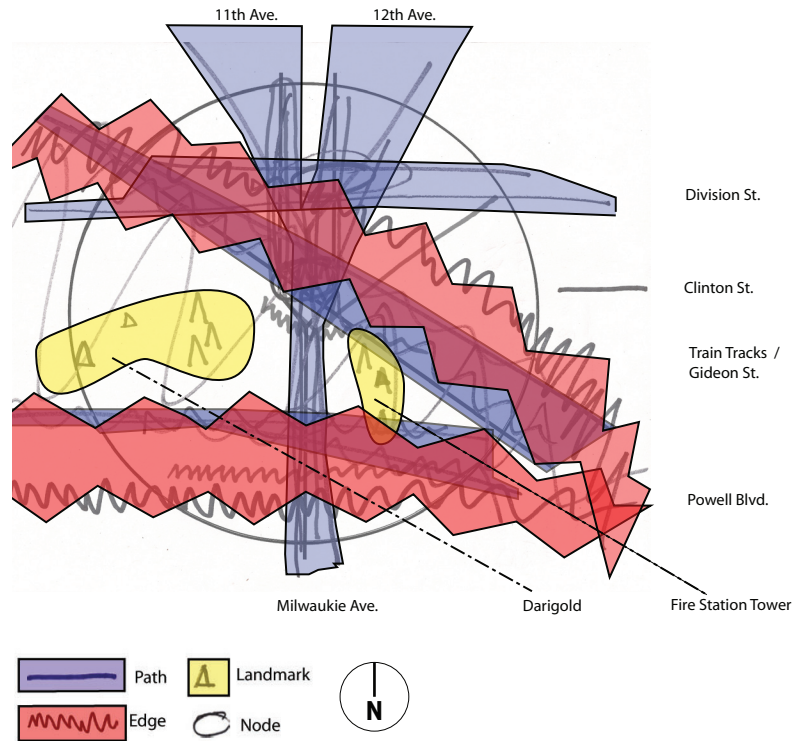 11th Ave.
12th Ave.
Division St.
Clinton St.
Train Tracks /
Gideon St.
Powell Blvd.
Milwaukie Ave.
Darigold
Fire Station Tower
Path
Landmark
Edge
Node
N